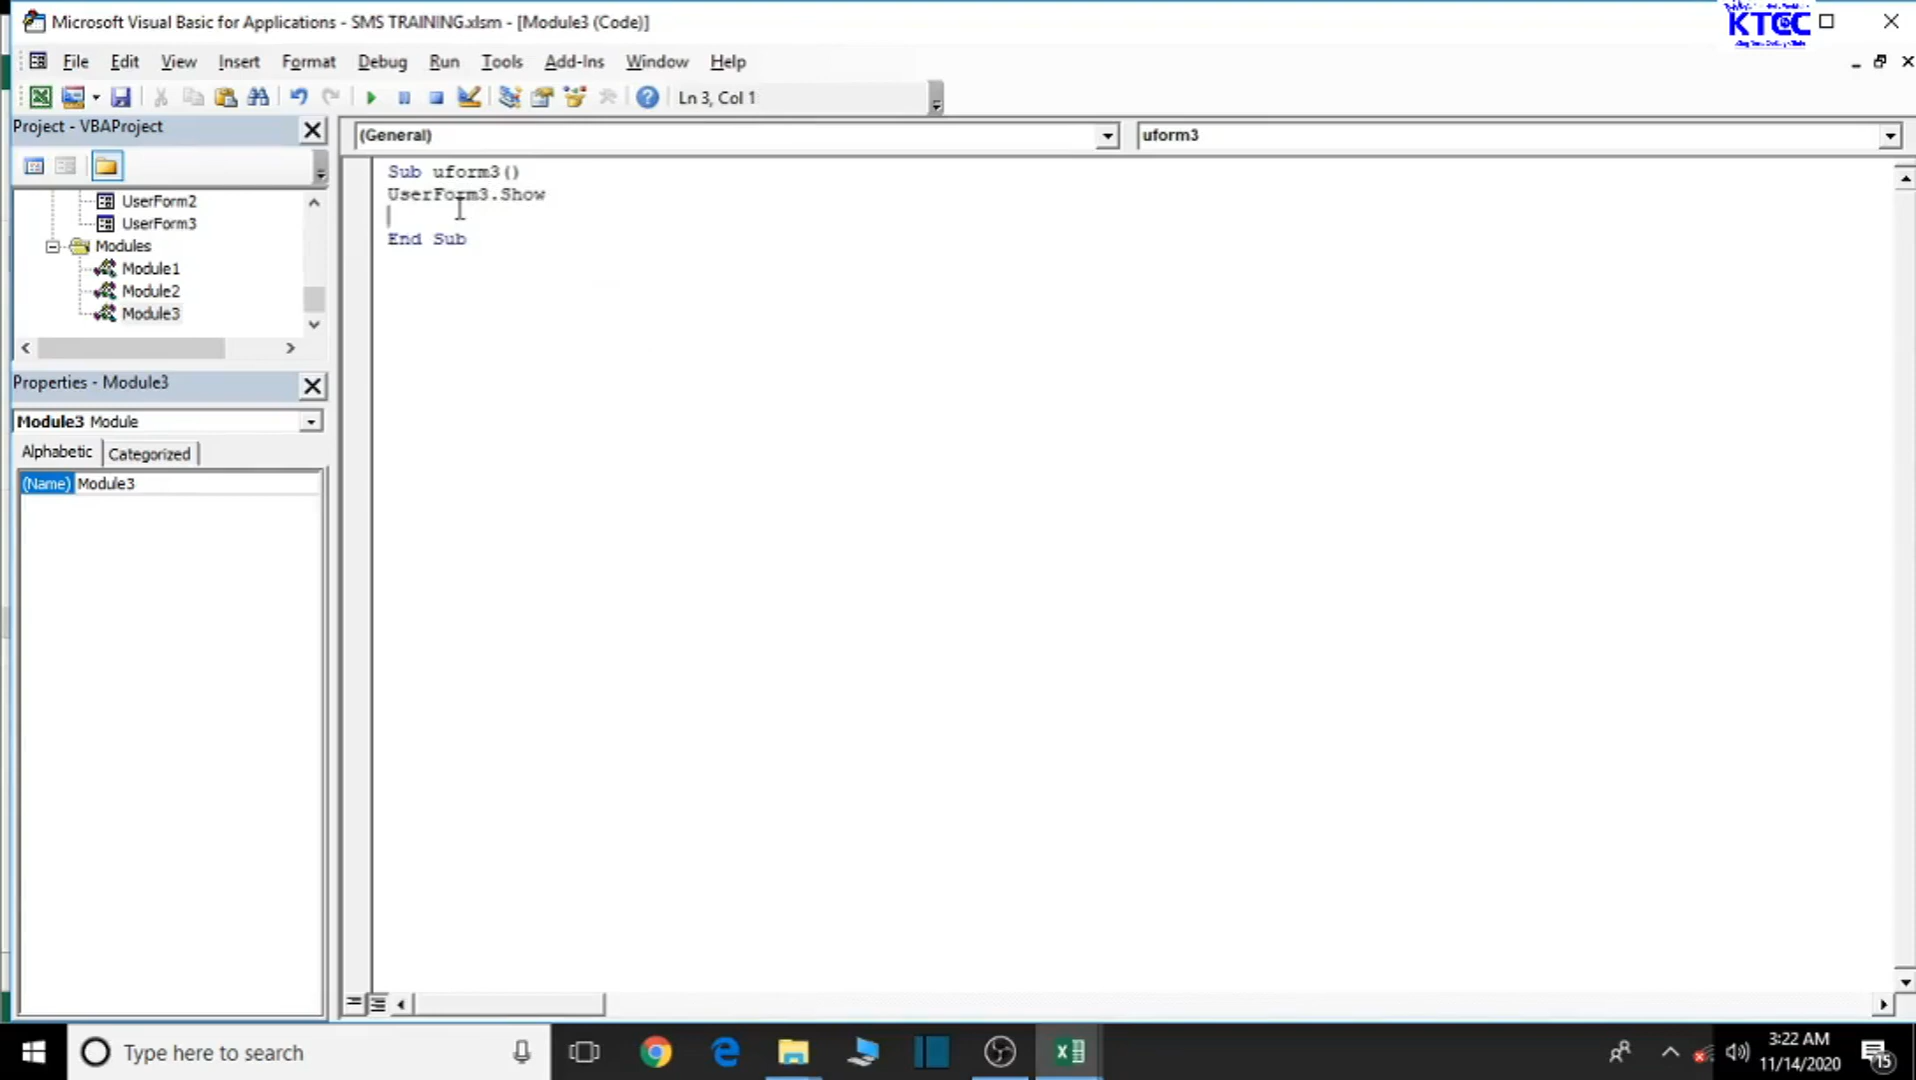 Microsoft Visual Basic for Applications - SMS TRAINING.xlsm - [Module3 (Code)]
KTCC
File Edit View Insert Format Debug Run Tools Add-Ins Window Help
Ln 3, Col 1
Project - VBAProject
(General)
uform3
UserForm2
UserForm3
Modules
Module1
Module2
Module3
Sub uform3()
UserForm3.Show
End Sub
Properties - Module3
Module3 Module
Alphabetic Categorized
(Name) Module3
Type here to search
3:22 AM
11/14/2020
15